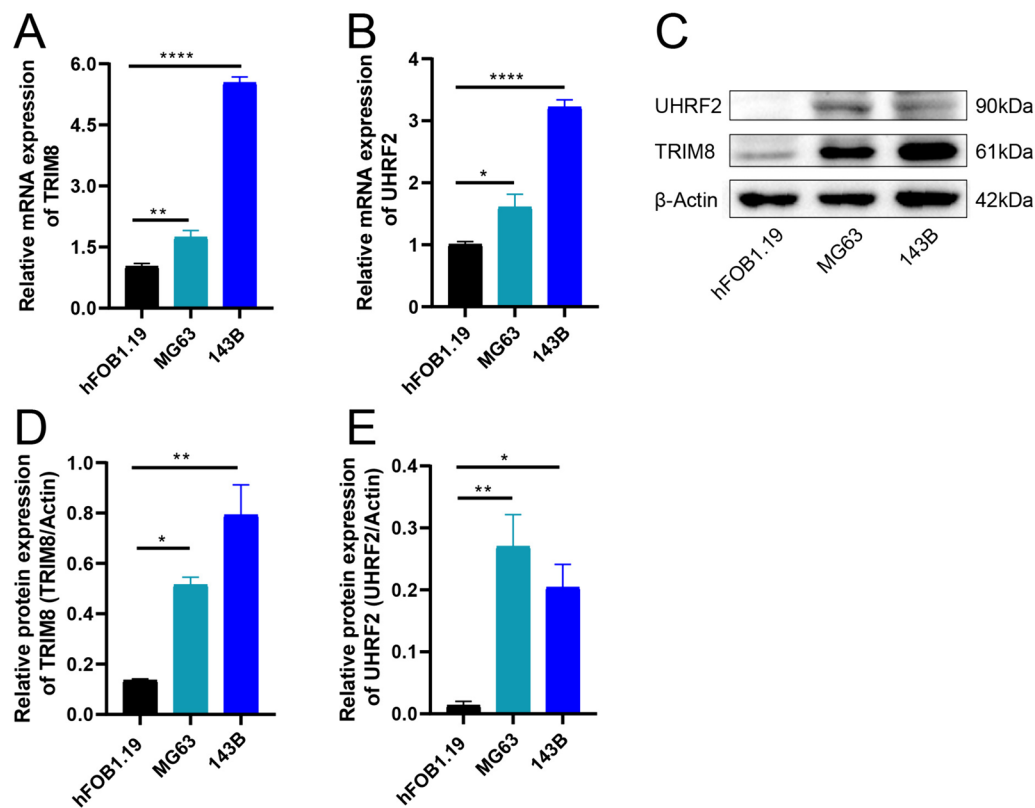 A
Relative mRNA expression
of TRIM8
6.0
4.5
3.0
1.5
0.0
****
**
hFOB1.19
MG63
143B
B
Relative mRNA expression
of UHRF2
4
3
2
1
0
****
*
hFOB1.19
MG63
143B
C
UHRF2
90kDa
TRIM8
61kDa
β-Actin
42kDa
hFOB1.19
MG63
143B
D
Relative protein expression
of TRIM8 (TRIM8/Actin)
1.0
0.8
0.6
0.4
0.2
0.0
**
*
hFOB1.19
MG63
143B
E
Relative protein expression
of UHRF2 (UHRF2/Actin)
0.4
0.3
0.2
0.1
0.0
*
**
hFOB1.19
MG63
143B